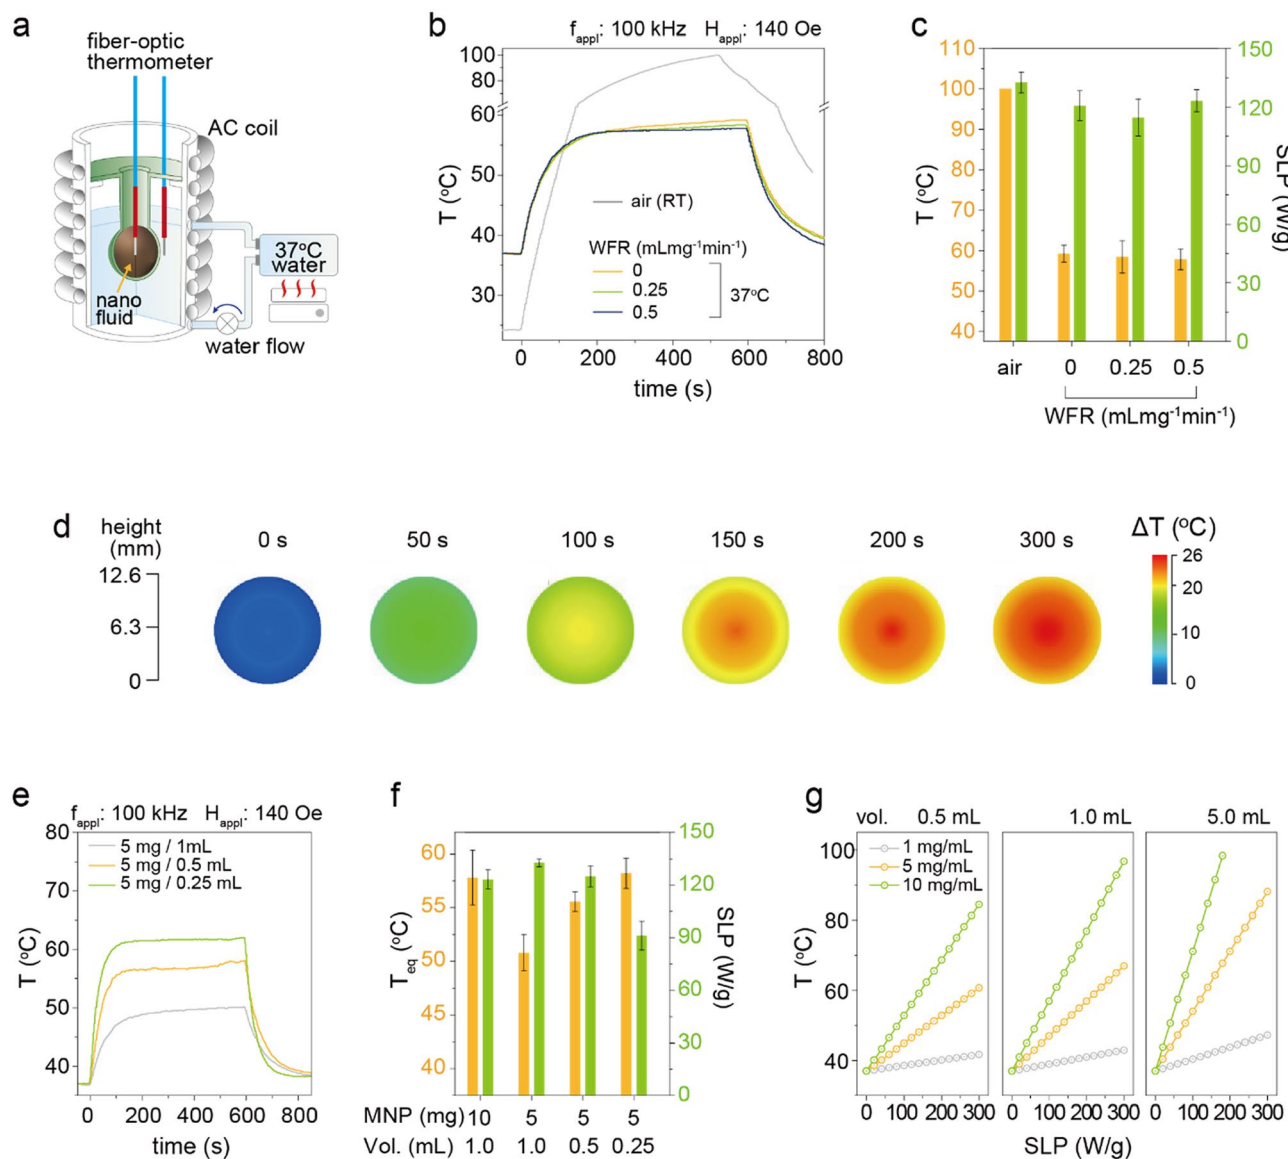 a
fiber-optic
thermometer
AC coil
37°C
water
nano
fluid
water flow
b
f_appl: 100 kHz H_appl: 140 Oe
100
80
60
50
40
30
T (°C)
air (RT)
WFR (mLmg⁻¹min⁻¹)
0
0.25
0.5
37°C
0 200 400 600 800
time (s)
c
110
100
90
80
70
60
50
40
T (°C)
150
120
90
60
30
0
SLP (W/g)
air 0 0.25 0.5
WFR (mLmg⁻¹min⁻¹)
d
height
(mm)
12.6
6.3
0
0 s 50 s 100 s 150 s 200 s 300 s
ΔT (°C)
26
20
10
0
e
f_appl: 100 kHz H_appl: 140 Oe
80
70
60
50
40
T (°C)
5 mg / 1mL
5 mg / 0.5 mL
5 mg / 0.25 mL
0 200 400 600 800
time (s)
f
60
55
50
45
40
T_eq (°C)
150
120
90
60
30
0
SLP (W/g)
MNP (mg) 10 5 5 5
Vol. (mL) 1.0 1.0 0.5 0.25
g
vol. 0.5 mL 1.0 mL 5.0 mL
1 mg/mL
5 mg/mL
10 mg/mL
100
80
60
40
T (°C)
0 100 200 300 0 100 200 300 0 100 200 300
SLP (W/g)